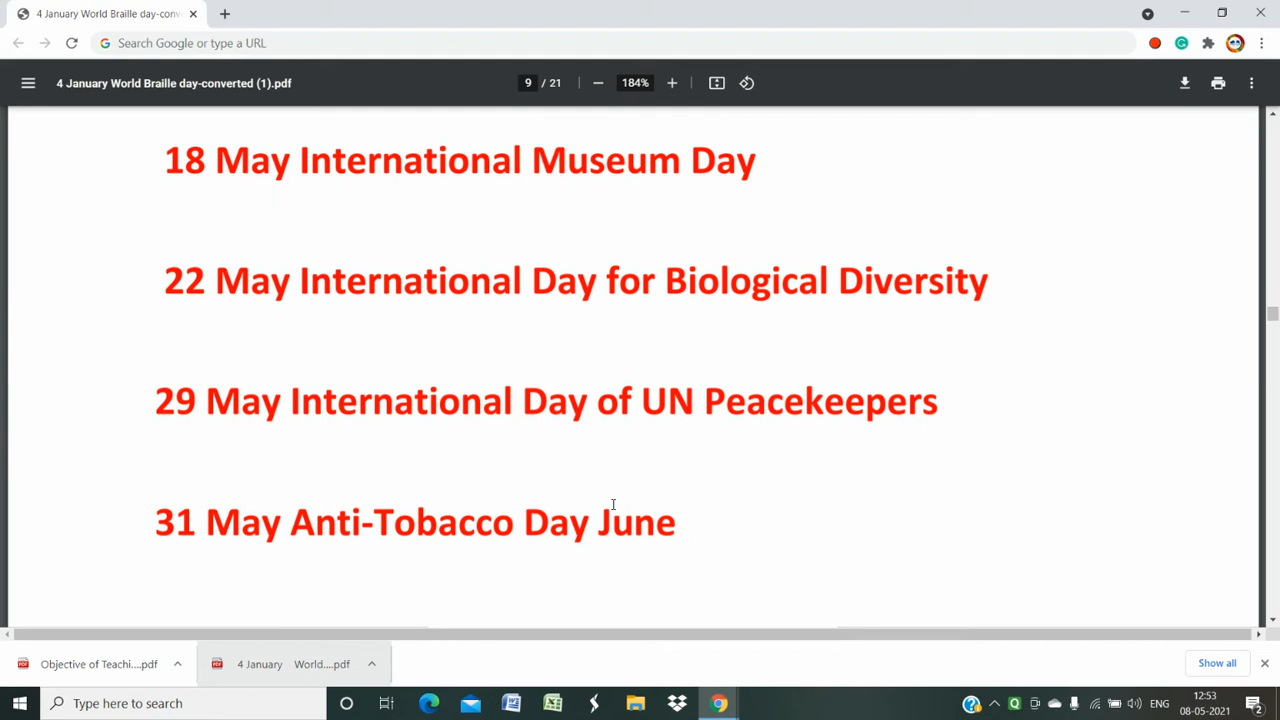 4 January World Braille day-conv
Search Google or type a URL
4 January World Braille day-converted (1).pdf
9 / 21
184%
18 May International Museum Day
22 May International Day for Biological Diversity
29 May International Day of UN Peacekeepers
31 May Anti-Tobacco Day June
Objective of Teachi....pdf
4 January World....pdf
Show all
Type here to search
ENG
12:53
08-05-2021
2